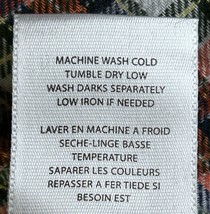 MACHINE WASH COLD
TUMBLE DRY LOW
WASH DARKS SEPARATELY
LOW IRON IF NEEDED
LAVER EN MACHINE A FROID
SECHE-LINGE BASSE
TEMPERATURE
SAPARER LES COULEURS
REPASSER A FER TIEDE SI
BESOIN EST